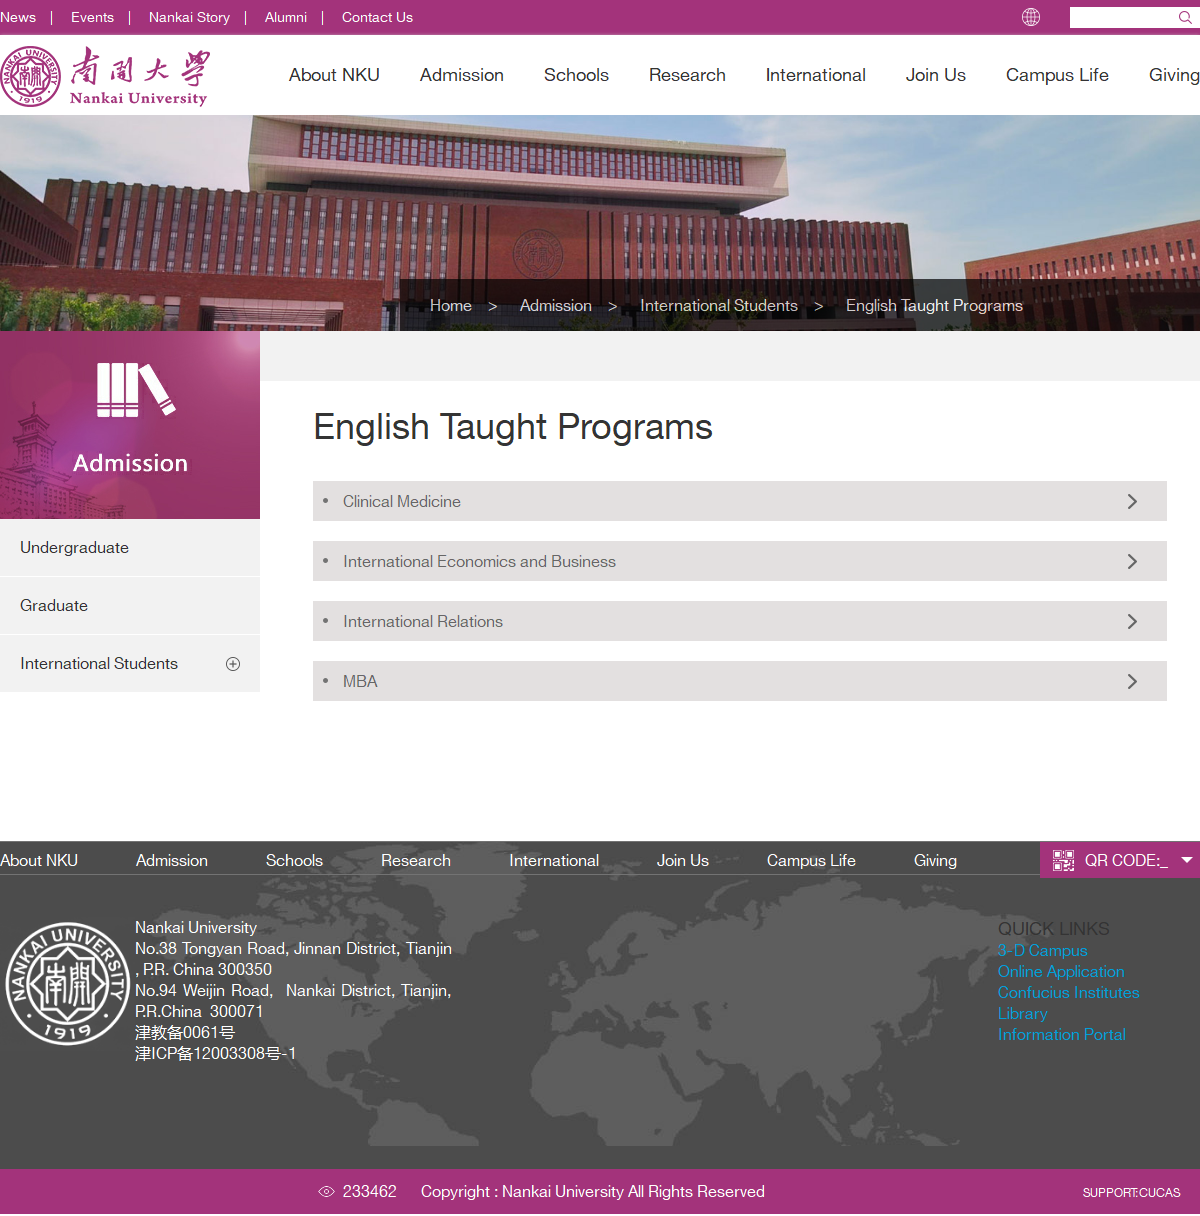 News | Events | Nankai Story | Alumni | Contact Us
NANKAI UNIVERSITY 南開 1919
南開大學
Nankai University
About NKU Admission Schools Research International Join Us Campus Life Giving
Home > Admission > International Students > English Taught Programs
Admission
Undergraduate
Graduate
International Students
English Taught Programs
• Clinical Medicine
• International Economics and Business
• International Relations
• MBA
About NKU Admission Schools Research International Join Us Campus Life Giving QR CODE:_
NANKAI UNIVERSITY 南開 1919
Nankai University
No.38 Tongyan Road, Jinnan District, Tianjin
, P.R. China 300350
No.94 Weijin Road, Nankai District, Tianjin,
P.R.China 300071
津教备0061号
津ICP备12003308号-1
QUICK LINKS
3-D Campus
Online Application
Confucius Institutes
Library
Information Portal
233462 Copyright : Nankai University All Rights Reserved
SUPPORT:CUCAS